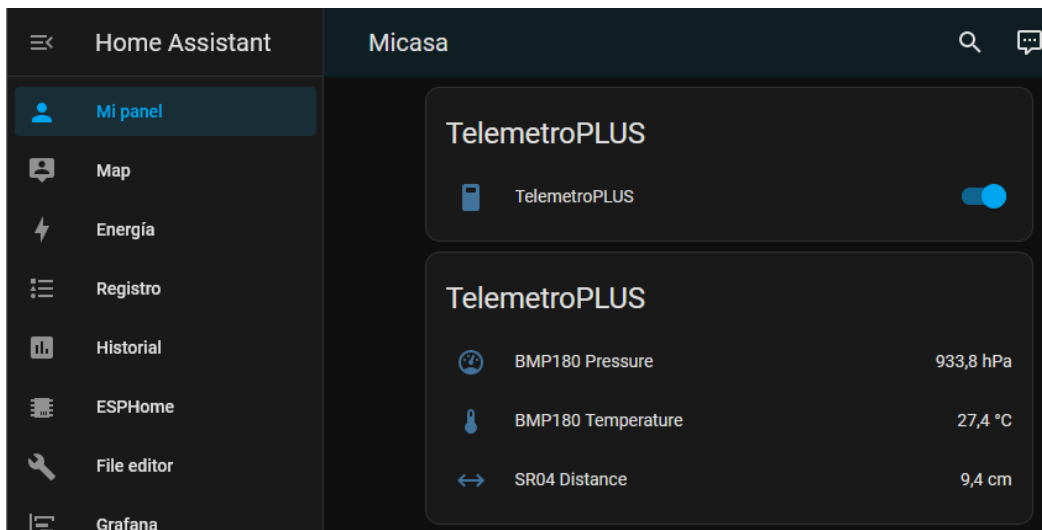 Home Assistant
Micasa
Mi panel
Map
Energía
Registro
Historial
ESPHome
File editor
Grafana
TelemetroPLUS
TelemetroPLUS
TelemetroPLUS
BMP180 Pressure 933,8 hPa
BMP180 Temperature 27,4 °C
SR04 Distance 9,4 cm